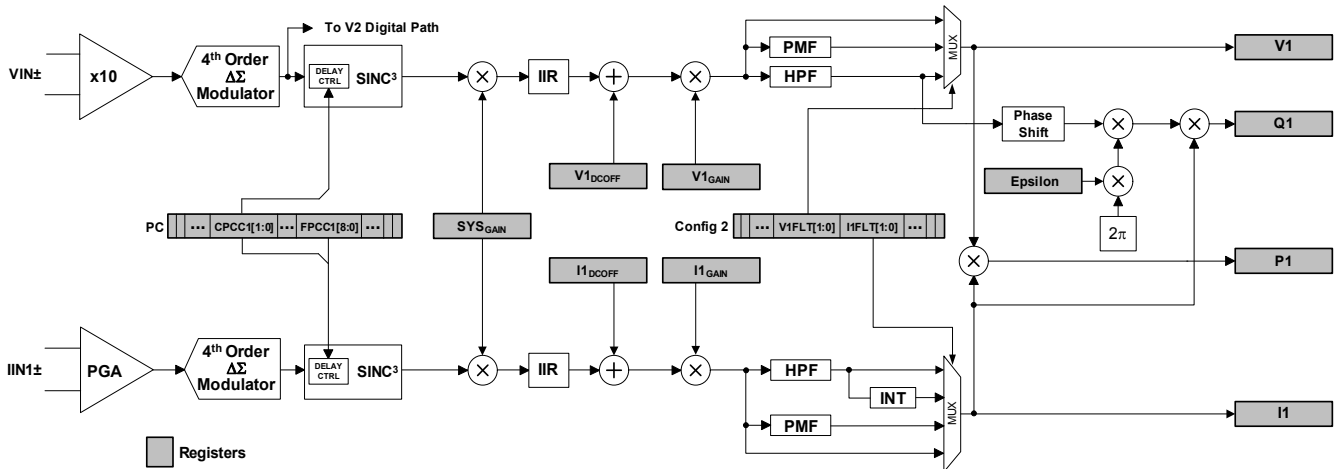 To V2 Digital Path
VIN±
x10
4th Order
ΔΣ
Modulator
DELAY
CTRL
SINC³
×
IIR
+
×
PMF
HPF
MUX
V1
Phase
Shift
×
×
Q1
V1DCOFF
V1GAIN
Epsilon
×
2π
PC
... CPCC1[1:0] ... FPCC1[8:0] ...
SYSGAIN
Config 2
... V1FLT[1:0] I1FLT[1:0] ...
×
P1
I1DCOFF
I1GAIN
IIN1±
PGA
4th Order
ΔΣ
Modulator
DELAY
CTRL
SINC³
×
IIR
+
×
HPF
INT
PMF
MUX
I1
Registers